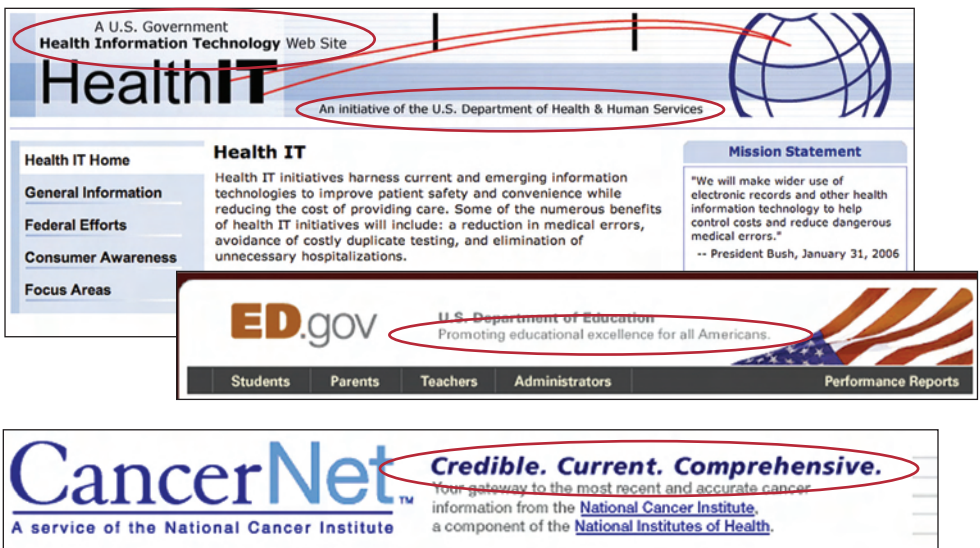 A U.S. Government
Health Information Technology Web Site
HealthIT
An initiative of the U.S. Department of Health & Human Services
Health IT Home
General Information
Federal Efforts
Consumer Awareness
Focus Areas
Health IT
Health IT initiatives harness current and emerging information
technologies to improve patient safety and convenience while
reducing the cost of providing care. Some of the numerous benefits
of health IT initiatives will include: a reduction in medical errors,
avoidance of costly duplicate testing, and elimination of
unnecessary hospitalizations.
Mission Statement
"We will make wider use of
electronic records and other health
information technology to help
control costs and reduce dangerous
medical errors."
-- President Bush, January 31, 2006
ED.gov
U.S. Department of Education
Promoting educational excellence for all Americans.
Students Parents Teachers Administrators Performance Reports
CancerNet™
A service of the National Cancer Institute
Credible. Current. Comprehensive.
Your gateway to the most recent and accurate cancer
information from the National Cancer Institute,
a component of the National Institutes of Health.